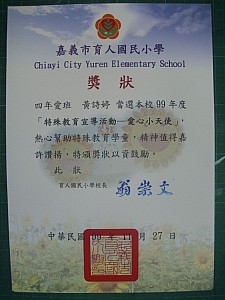 嘉義市育人國民小學
Chiayi City Yuren Elementary School
獎狀
四年愛班 黃詩婷 當選本校99年度
「特殊教育宣導活動—愛心小天使」,
熱心幫助特殊教育學童,精神值得嘉
許讚揚,特頒獎狀以資鼓勵。
此狀
育人國民小學校長 翁崇文
中華民國 99 年 11 月 27 日